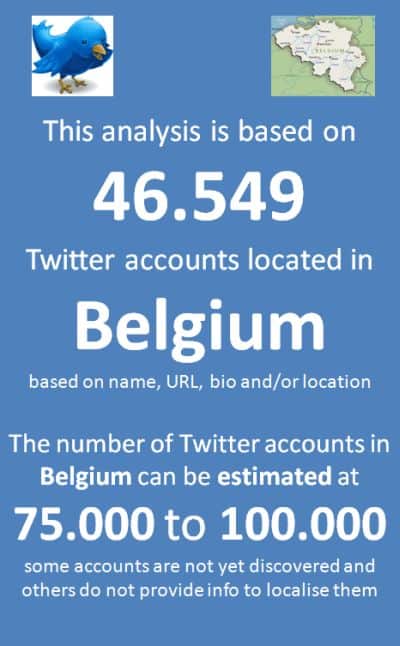 BELGIUM
This analysis is based on
46.549
Twitter accounts located in
Belgium
based on name, URL, bio and/or location
The number of Twitter accounts in
Belgium can be estimated at
75.000 to 100.000
some accounts are not yet discovered and
others do not provide info to localise them